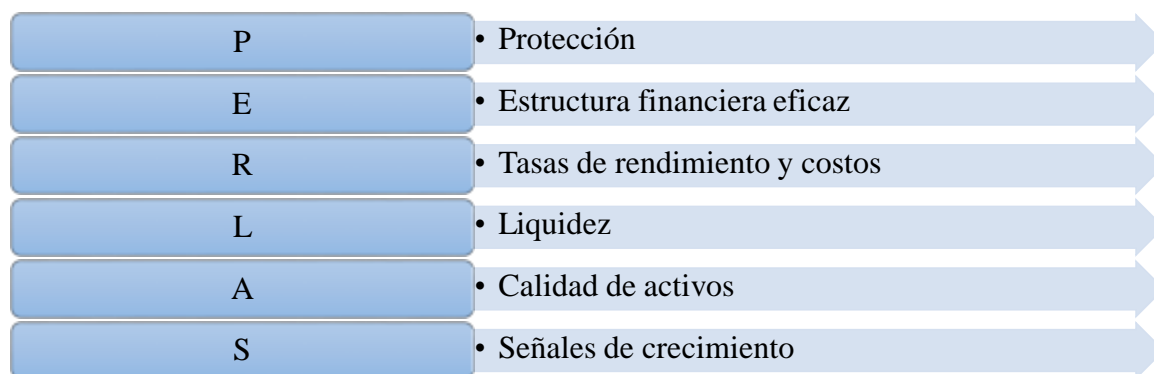 P
• Protección
E
• Estructura financiera eficaz
R
• Tasas de rendimiento y costos
L
• Liquidez
A
• Calidad de activos
S
• Señales de crecimiento